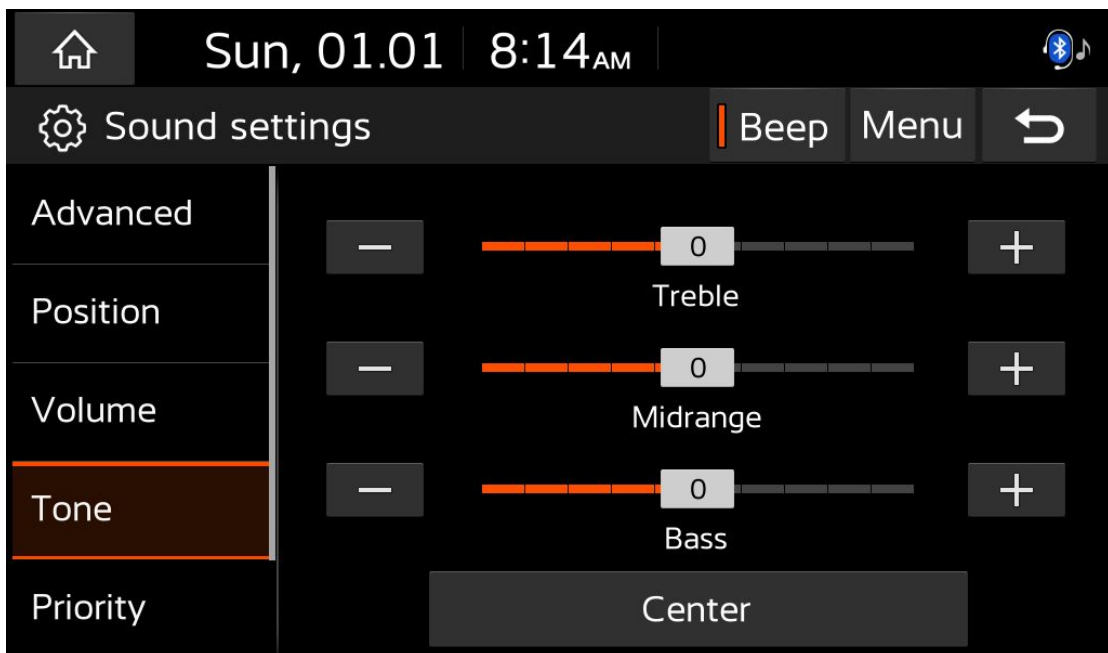 Sun, 01.01 8:14AM
Sound settings Beep Menu
Advanced
Position
Volume
Tone
Priority
− 0 +
Treble
− 0 +
Midrange
− 0 +
Bass
Center